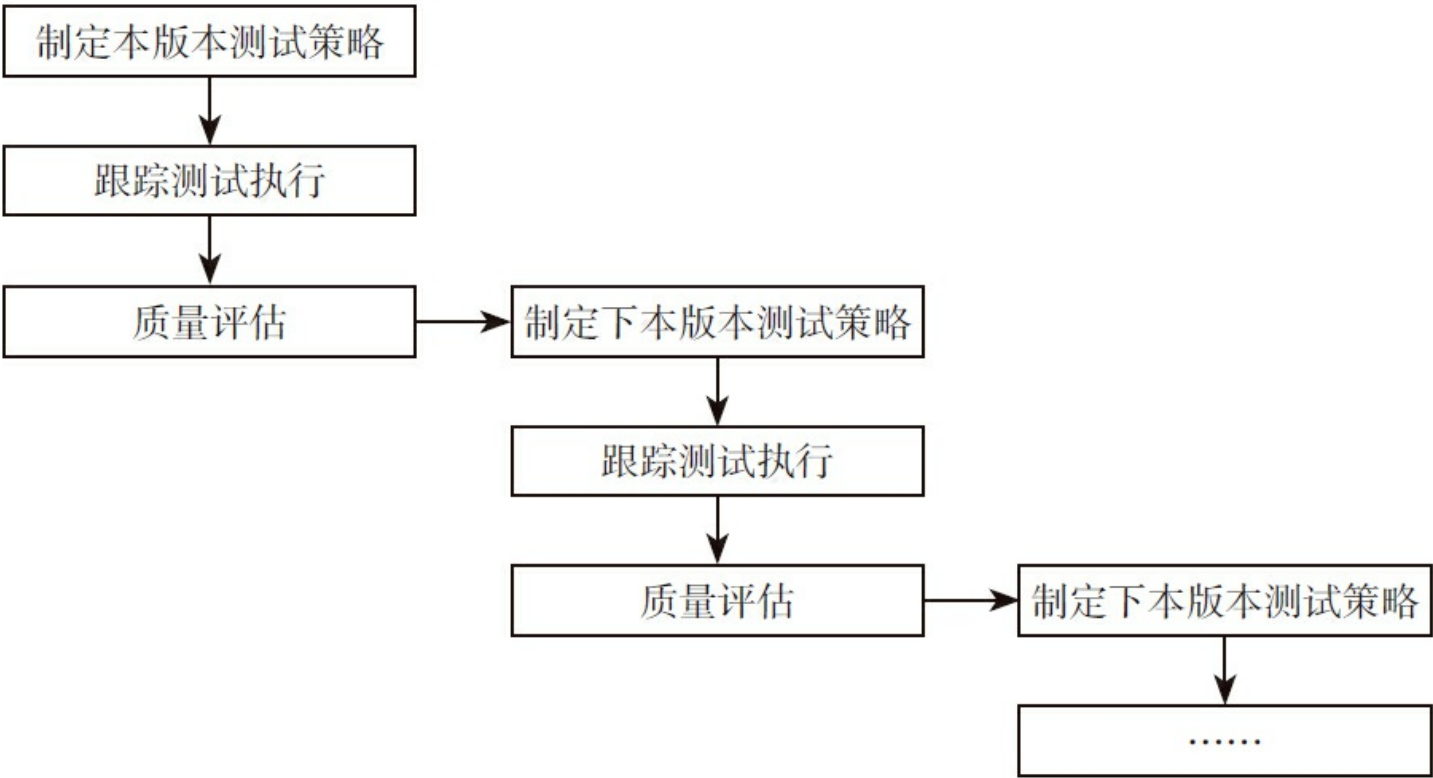 制定本版本测试策略
跟踪测试执行
质量评估
制定下本版本测试策略
跟踪测试执行
质量评估
制定下本版本测试策略
……